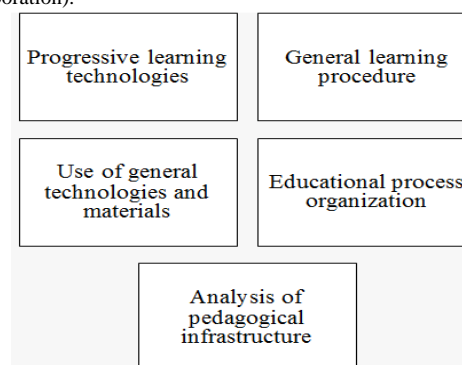 oration).
Progressive learning
technologies
General learning
procedure
Use of general
technologies and
materials
Educational process
organization
Analysis of
pedagogical
infrastructure